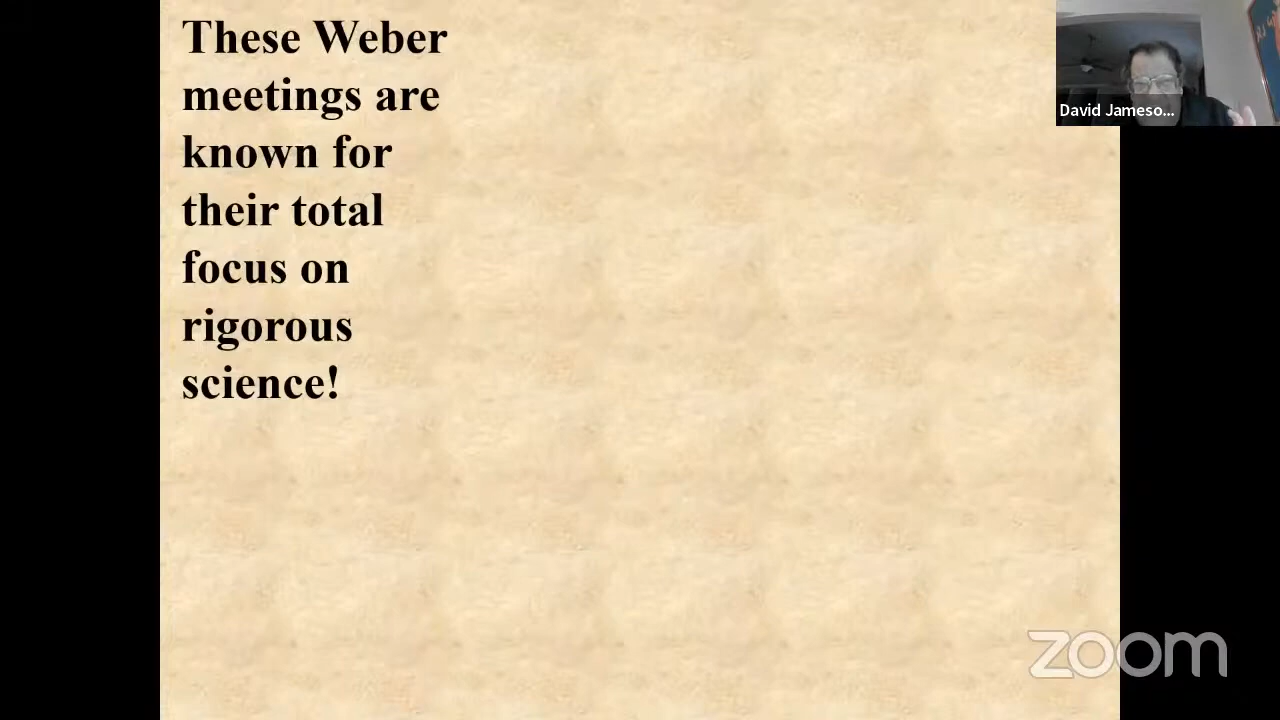 These Weber
meetings are
known for
their total
focus on
rigorous
science!
David Jameso...
zoom